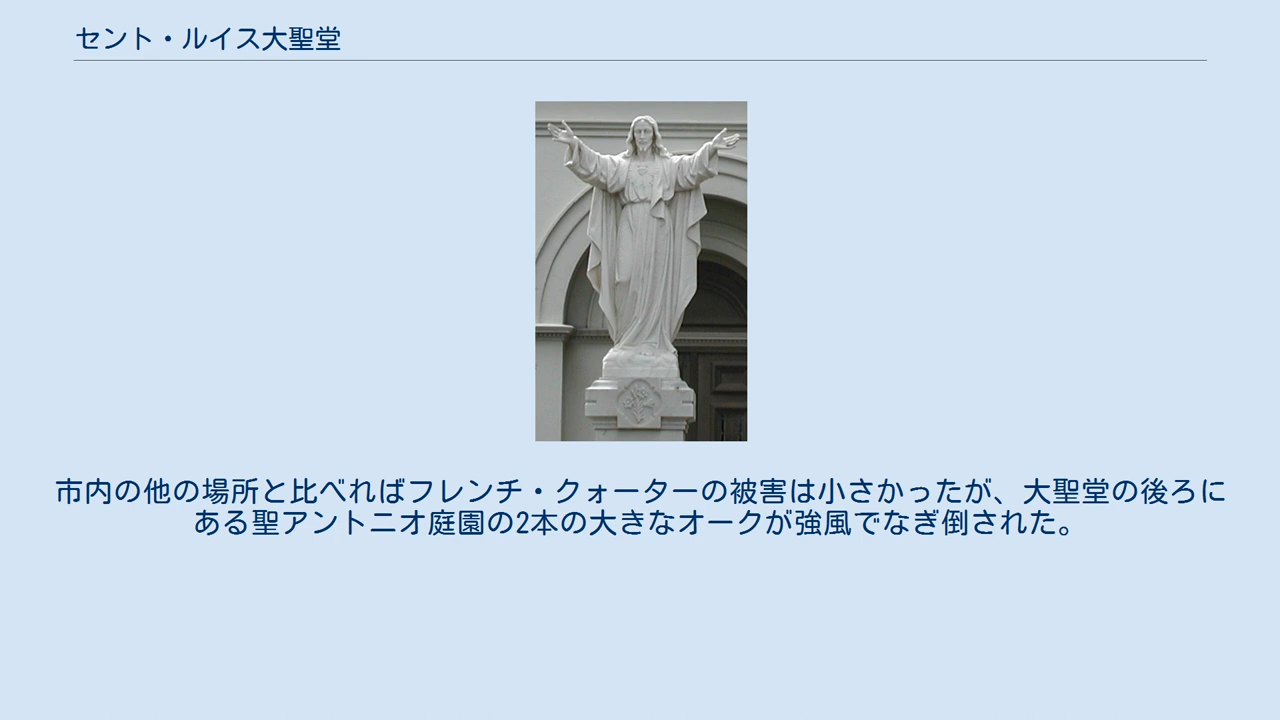 セント・ルイス大聖堂
市内の他の場所と比べればフレンチ・クォーターの被害は小さかったが、大聖堂の後ろに
ある聖アントニオ庭園の2本の大きなオークが強風でなぎ倒された。